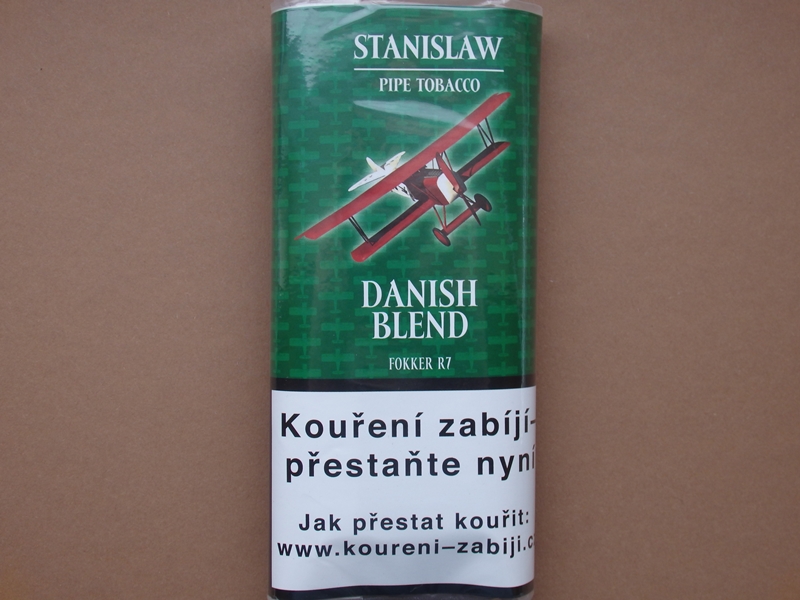 STANISLAW
PIPE TOBACCO
DANISH
BLEND
FOKKER R7
Kouření zabíjí–
přestaňte nyní
Jak přestat kouřit:
www.koureni–zabiji.c